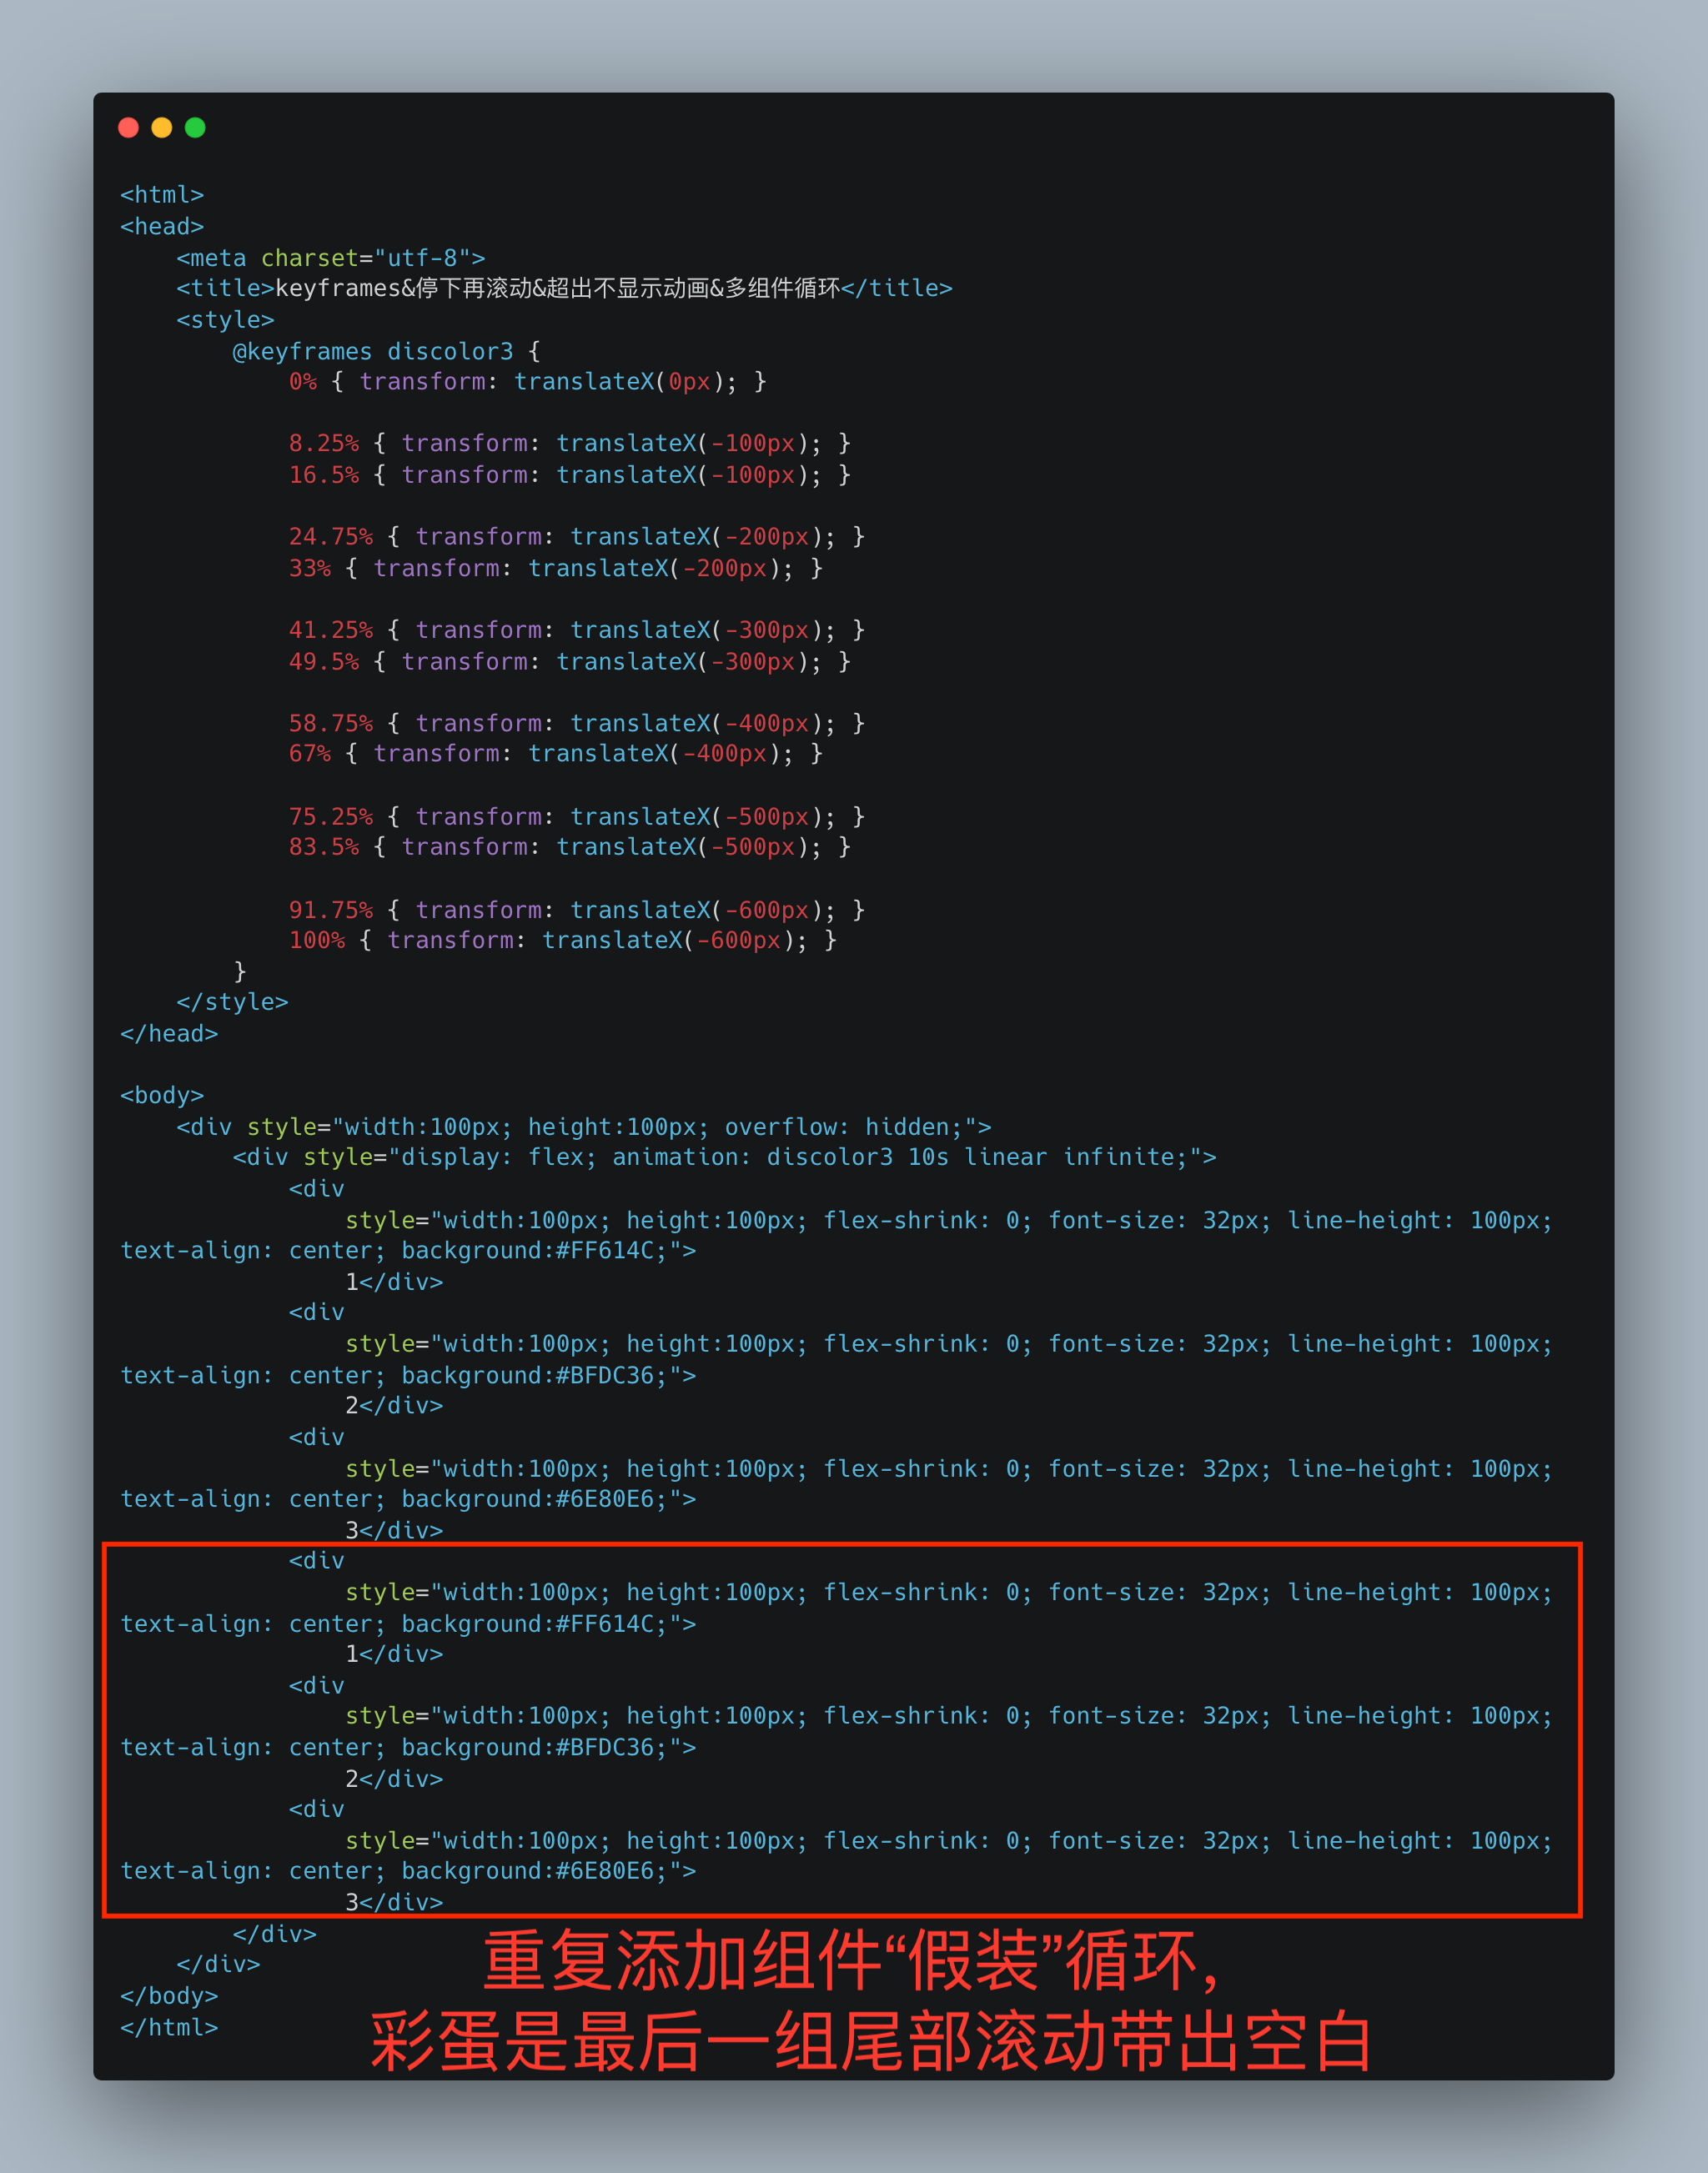 <html>
<head>
    <meta charset="utf-8">
    <title>keyframes&停下再滚动&超出不显示动画&多组件循环</title>
    <style>
        @keyframes discolor3 {
            0% { transform: translateX(0px); }

            8.25% { transform: translateX(-100px); }
            16.5% { transform: translateX(-100px); }

            24.75% { transform: translateX(-200px); }
            33% { transform: translateX(-200px); }

            41.25% { transform: translateX(-300px); }
            49.5% { transform: translateX(-300px); }

            58.75% { transform: translateX(-400px); }
            67% { transform: translateX(-400px); }

            75.25% { transform: translateX(-500px); }
            83.5% { transform: translateX(-500px); }

            91.75% { transform: translateX(-600px); }
            100% { transform: translateX(-600px); }
        }
    </style>
</head>

<body>
    <div style="width:100px; height:100px; overflow: hidden;">
        <div style="display: flex; animation: discolor3 10s linear infinite;">
            <div
                style="width:100px; height:100px; flex-shrink: 0; font-size: 32px; line-height: 100px;
text-align: center; background:#FF614C;">
                1</div>
            <div
                style="width:100px; height:100px; flex-shrink: 0; font-size: 32px; line-height: 100px;
text-align: center; background:#BFDC36;">
                2</div>
            <div
                style="width:100px; height:100px; flex-shrink: 0; font-size: 32px; line-height: 100px;
text-align: center; background:#6E80E6;">
                3</div>
            <div
                style="width:100px; height:100px; flex-shrink: 0; font-size: 32px; line-height: 100px;
text-align: center; background:#FF614C;">
                1</div>
            <div
                style="width:100px; height:100px; flex-shrink: 0; font-size: 32px; line-height: 100px;
text-align: center; background:#BFDC36;">
                2</div>
            <div
                style="width:100px; height:100px; flex-shrink: 0; font-size: 32px; line-height: 100px;
text-align: center; background:#6E80E6;">
                3</div>
        </div>
    </div>
</body>
</html>
重复添加组件“假装”循环，
彩蛋是最后一组尾部滚动带出空白